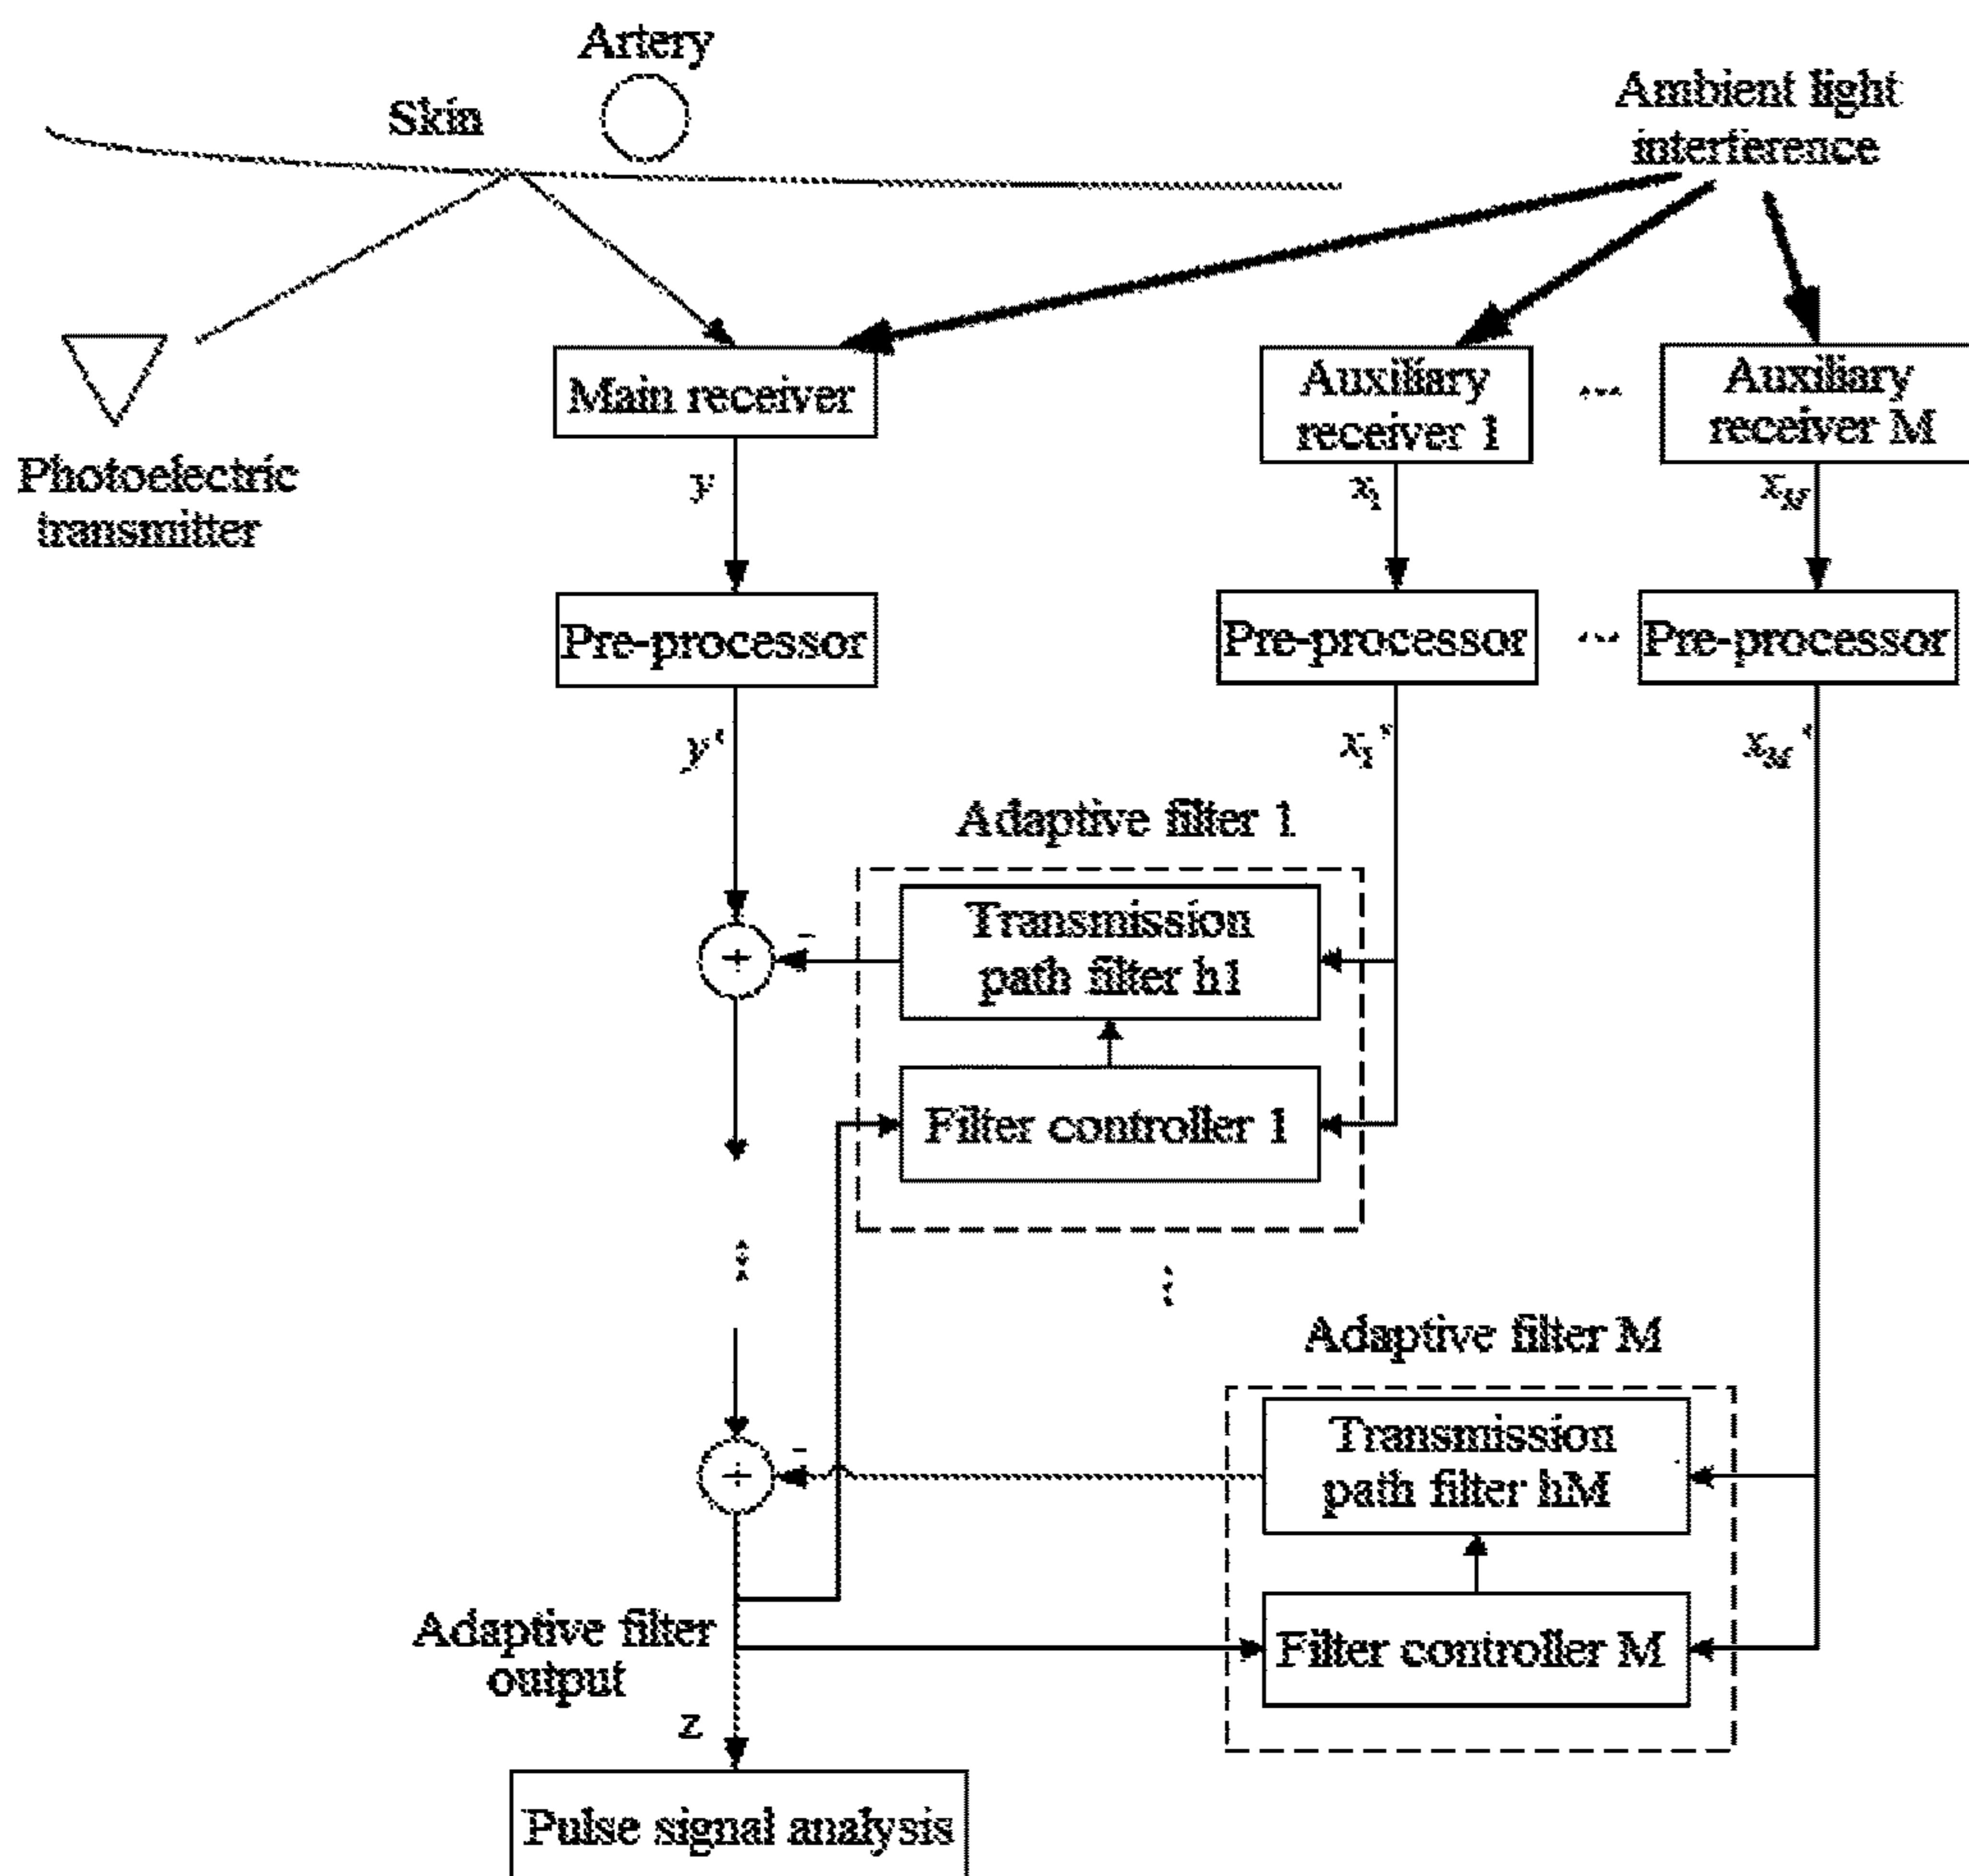 Artery
Skin
Ambient light
interference
Main receiver
Auxiliary
receiver 1
...
Auxiliary
receiver M
Photoelectric
transmitter
y
x₁
x_M
Pre-processor
Pre-processor
...
Pre-processor
y'
x₁'
x_M'
Adaptive filter 1
Transmission
path filter h1
+
-
Filter controller 1
Adaptive filter M
Transmission
path filter hM
+
-
Filter controller M
Adaptive filter
output
z
Pulse signal analysis